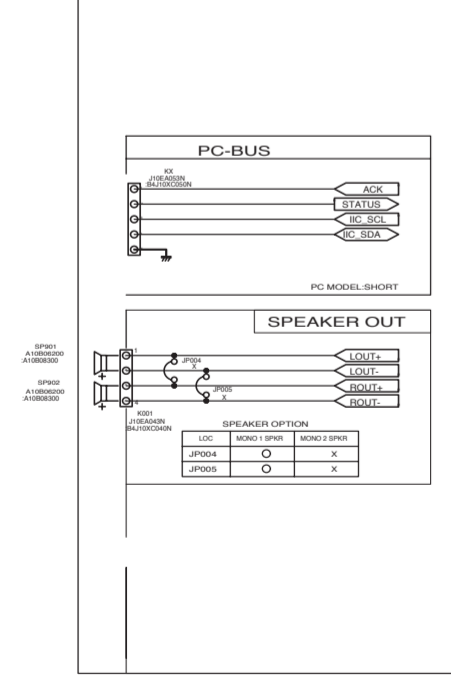 PC-BUS
KX
J10EA053N
:B4J10XC050N
ACK
STATUS
IIC_SCL
IIC_SDA
PC MODEL:SHORT
SPEAKER OUT
SP901
A10B06200
:A10B08300
1
JP004
X
LOUT+
LOUT-
SP902
A10B06200
:A10B08300
JP005
X
ROUT+
ROUT-
4
K001
J10EA043N
:B4J10XC040N
SPEAKER OPTION
LOC MONO 1 SPKR MONO 2 SPKR
JP004 O X
JP005 O X